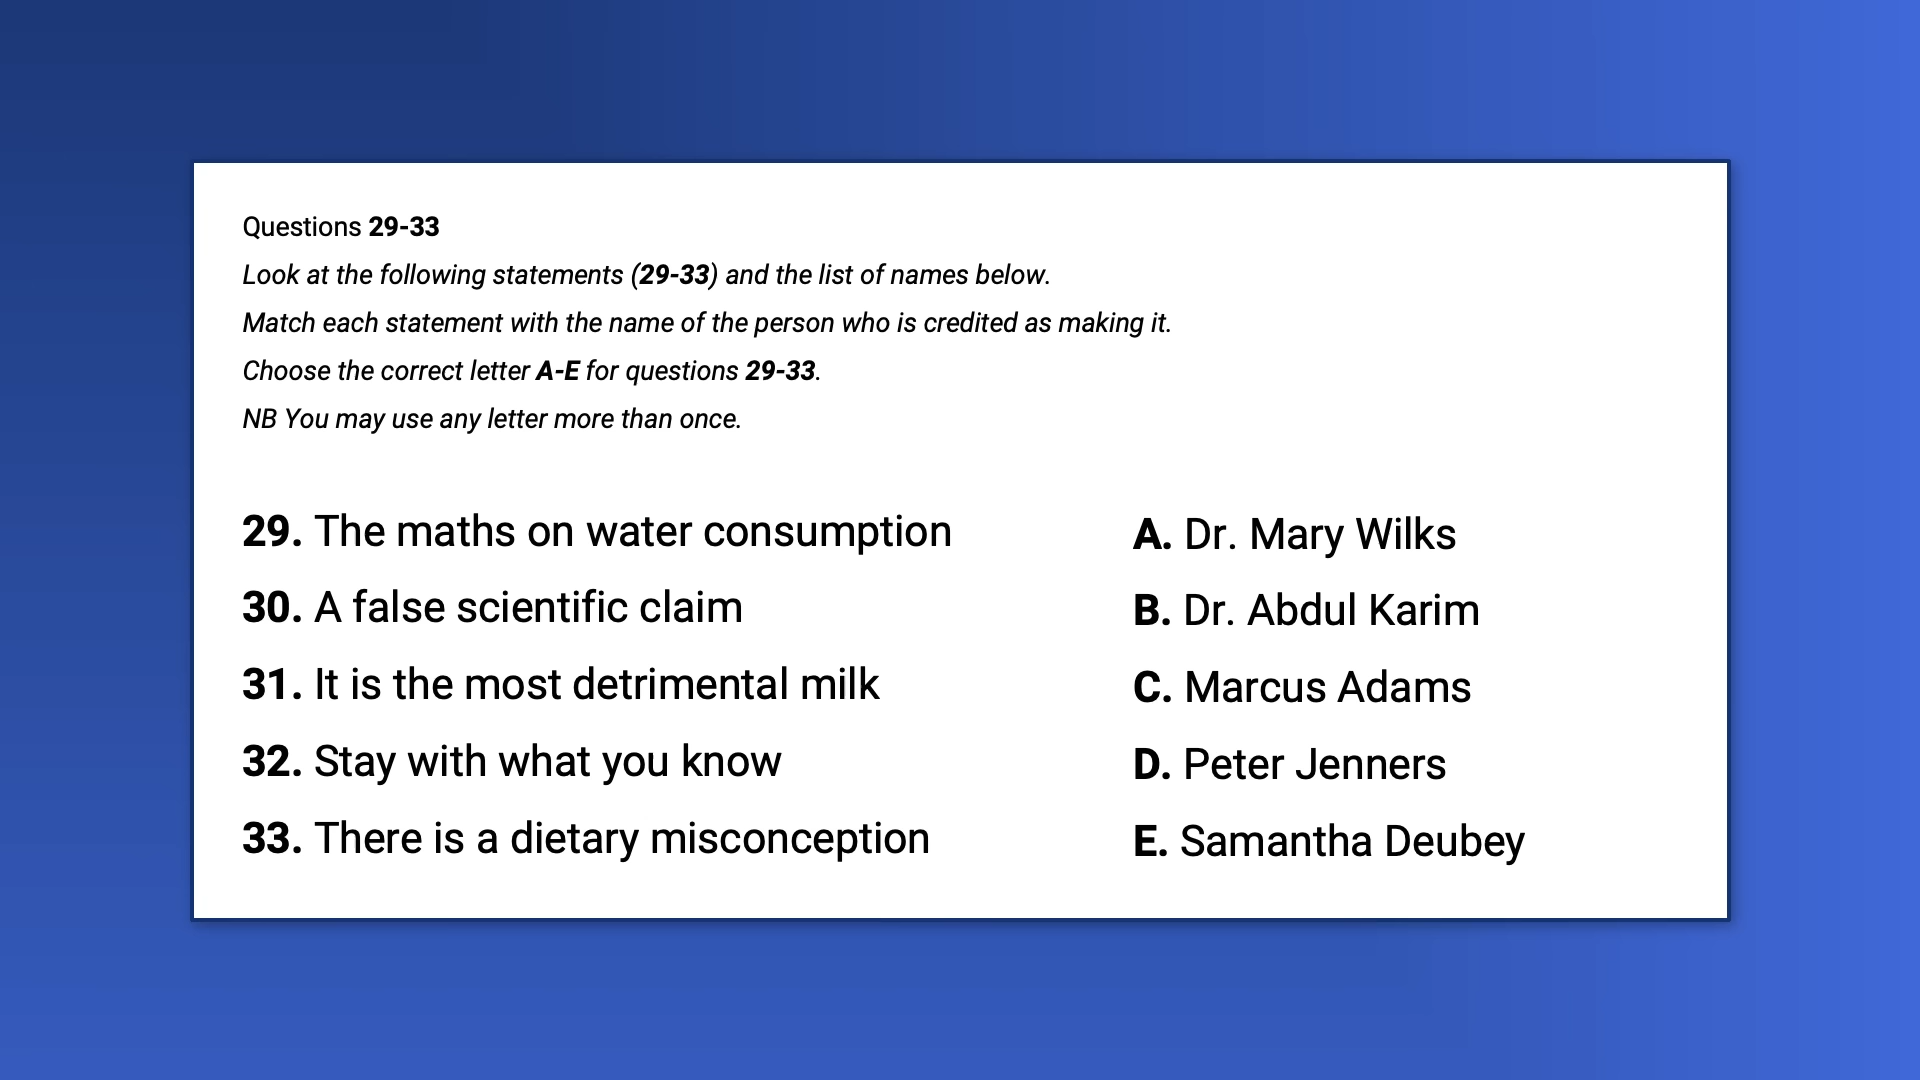 Questions 29-33
Look at the following statements (29-33) and the list of names below.
Match each statement with the name of the person who is credited as making it.
Choose the correct letter A-E for questions 29-33.
NB You may use any letter more than once.
29. The maths on water consumption
30. A false scientific claim
31. It is the most detrimental milk
32. Stay with what you know
33. There is a dietary misconception
A. Dr. Mary Wilks
B. Dr. Abdul Karim
C. Marcus Adams
D. Peter Jenners
E. Samantha Deubey